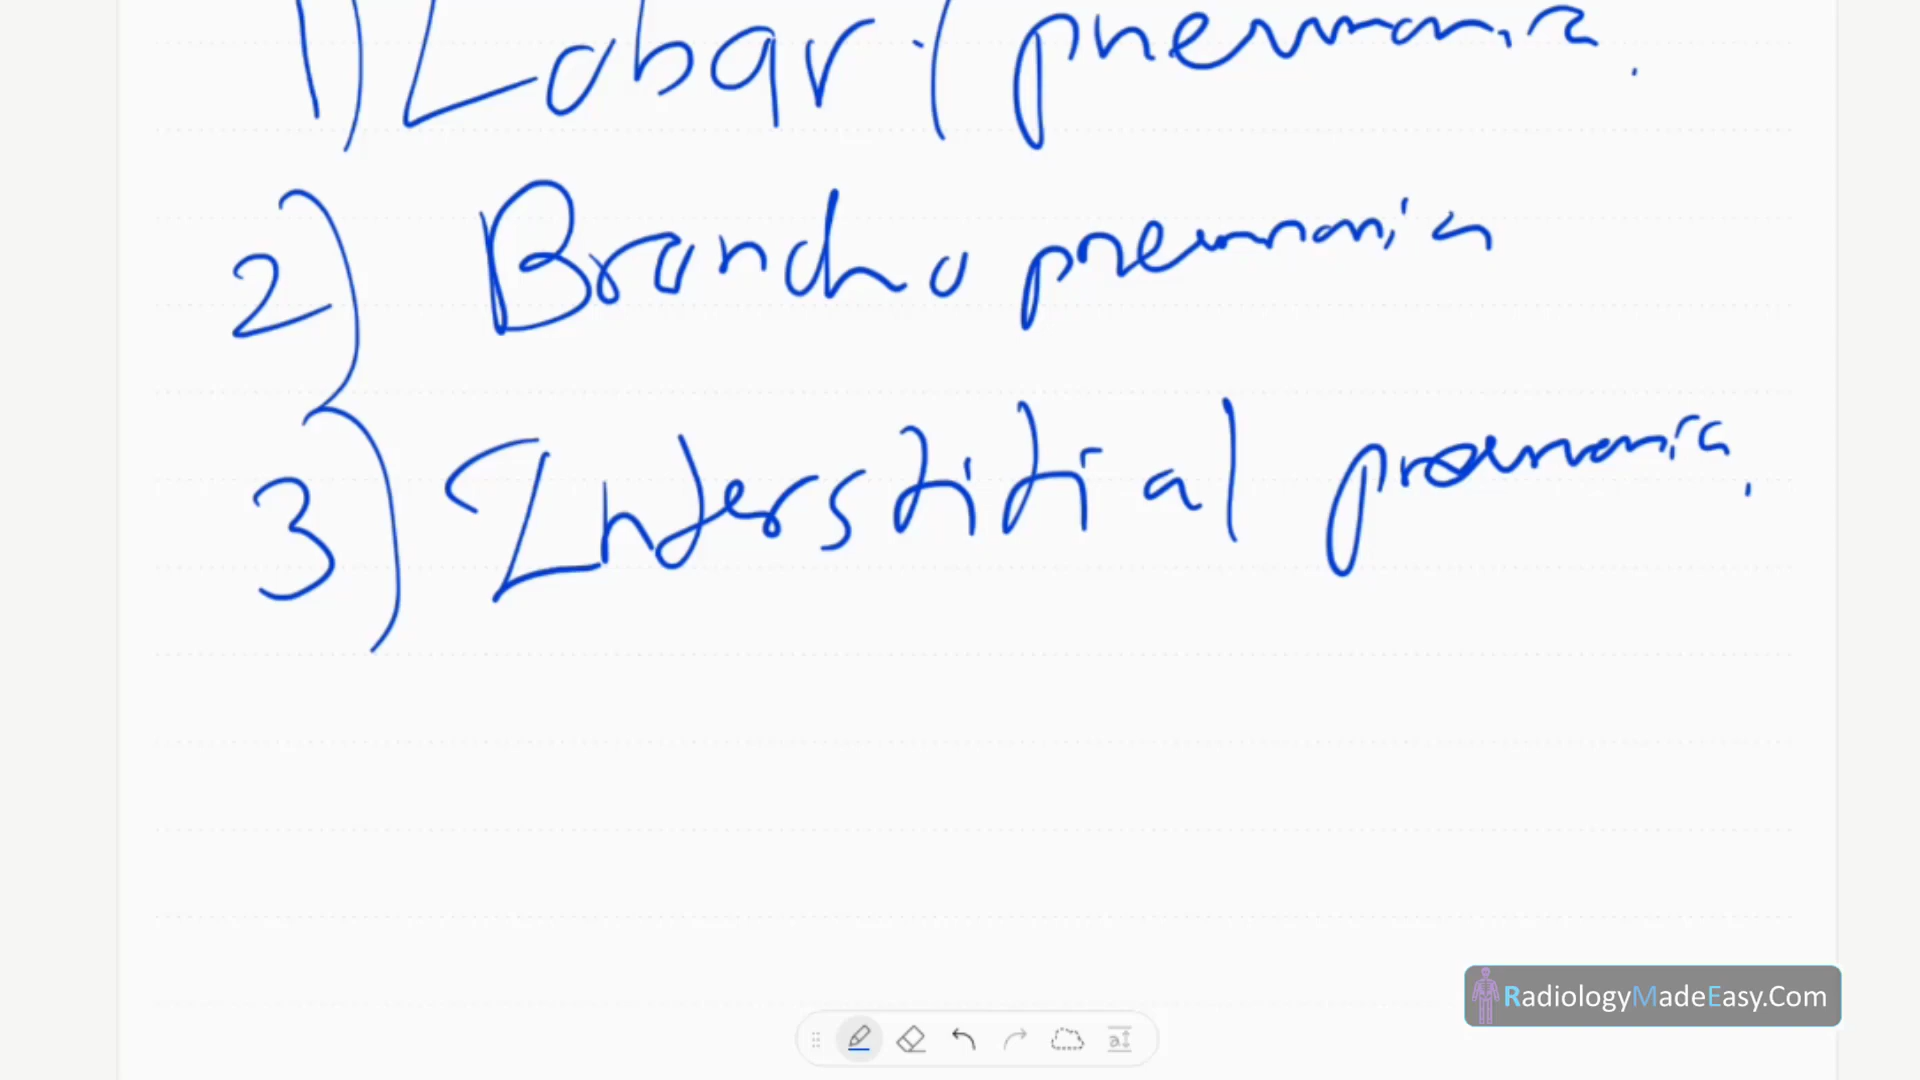 1) Lobar (pneumonia.
2) Broncho pneumonia
3) Interstitial pneumonia.
RadiologyMadeEasy.Com